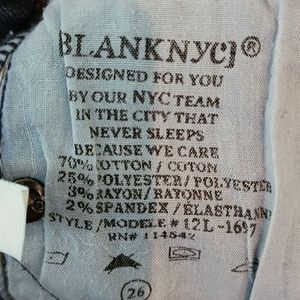 [BLANKNYC]®
DESIGNED FOR YOU
BY OUR NYC TEAM
IN THE CITY THAT
NEVER SLEEPS
BECAUSE WE CARE
70% COTTON / COTON
25% POLYESTER/POLYESTER
3% RAYON/RAYONNE
2% SPANDEX / ELASTHANNE
STYLE / MODELE # 12L-1697
RN# 114542
26